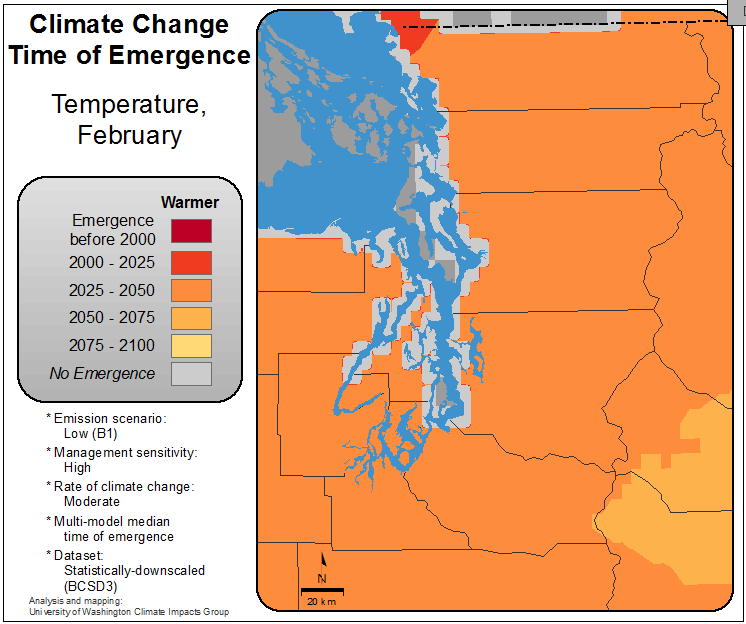 Climate Change
Time of Emergence
Temperature,
February
Warmer
Emergence
before 2000
2000 - 2025
2025 - 2050
2050 - 2075
2075 - 2100
No Emergence
* Emission scenario:
Low (B1)
* Management sensitivity:
High
* Rate of climate change:
Moderate
* Multi-model median
time of emergence
* Dataset:
Statistically-downscaled
(BCSD3)
Analysis and mapping:
University of Washington Climate Impacts Group
N
20 km